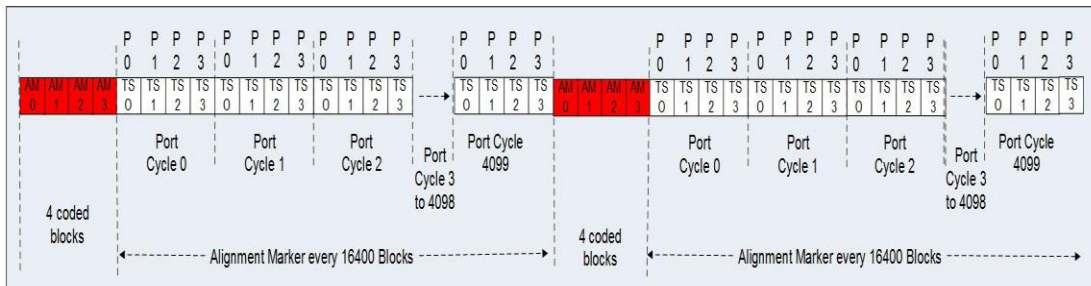 P P P P P P P P P P P P P P P P P P P P P P P P P P P P P P P P
0 1 2 3 0 1 2 3 0 1 2 3 0 1 2 3 0 1 2 3 0 1 2 3 0 1 2 3 0 1 2 3
AM AM AM AM TS TS TS TS TS TS TS TS TS TS TS TS TS TS TS TS AM AM AM AM TS TS TS TS TS TS TS TS TS TS TS TS TS TS TS TS
0 1 2 3 0 1 2 3 0 1 2 3 0 1 2 3 0 1 2 3 0 1 2 3 0 1 2 3 0 1 2 3 0 1 2 3 0 1 2 3
Port
Cycle 0
Port
Cycle 1
Port
Cycle 2
Port
Cycle 3
to 4098
Port Cycle
4099
Port
Cycle 0
Port
Cycle 1
Port
Cycle 2
Port
Cycle 3
to 4098
Port Cycle
4099
4 coded
blocks
Alignment Marker every 16400 Blocks
4 coded
blocks
Alignment Marker every 16400 Blocks